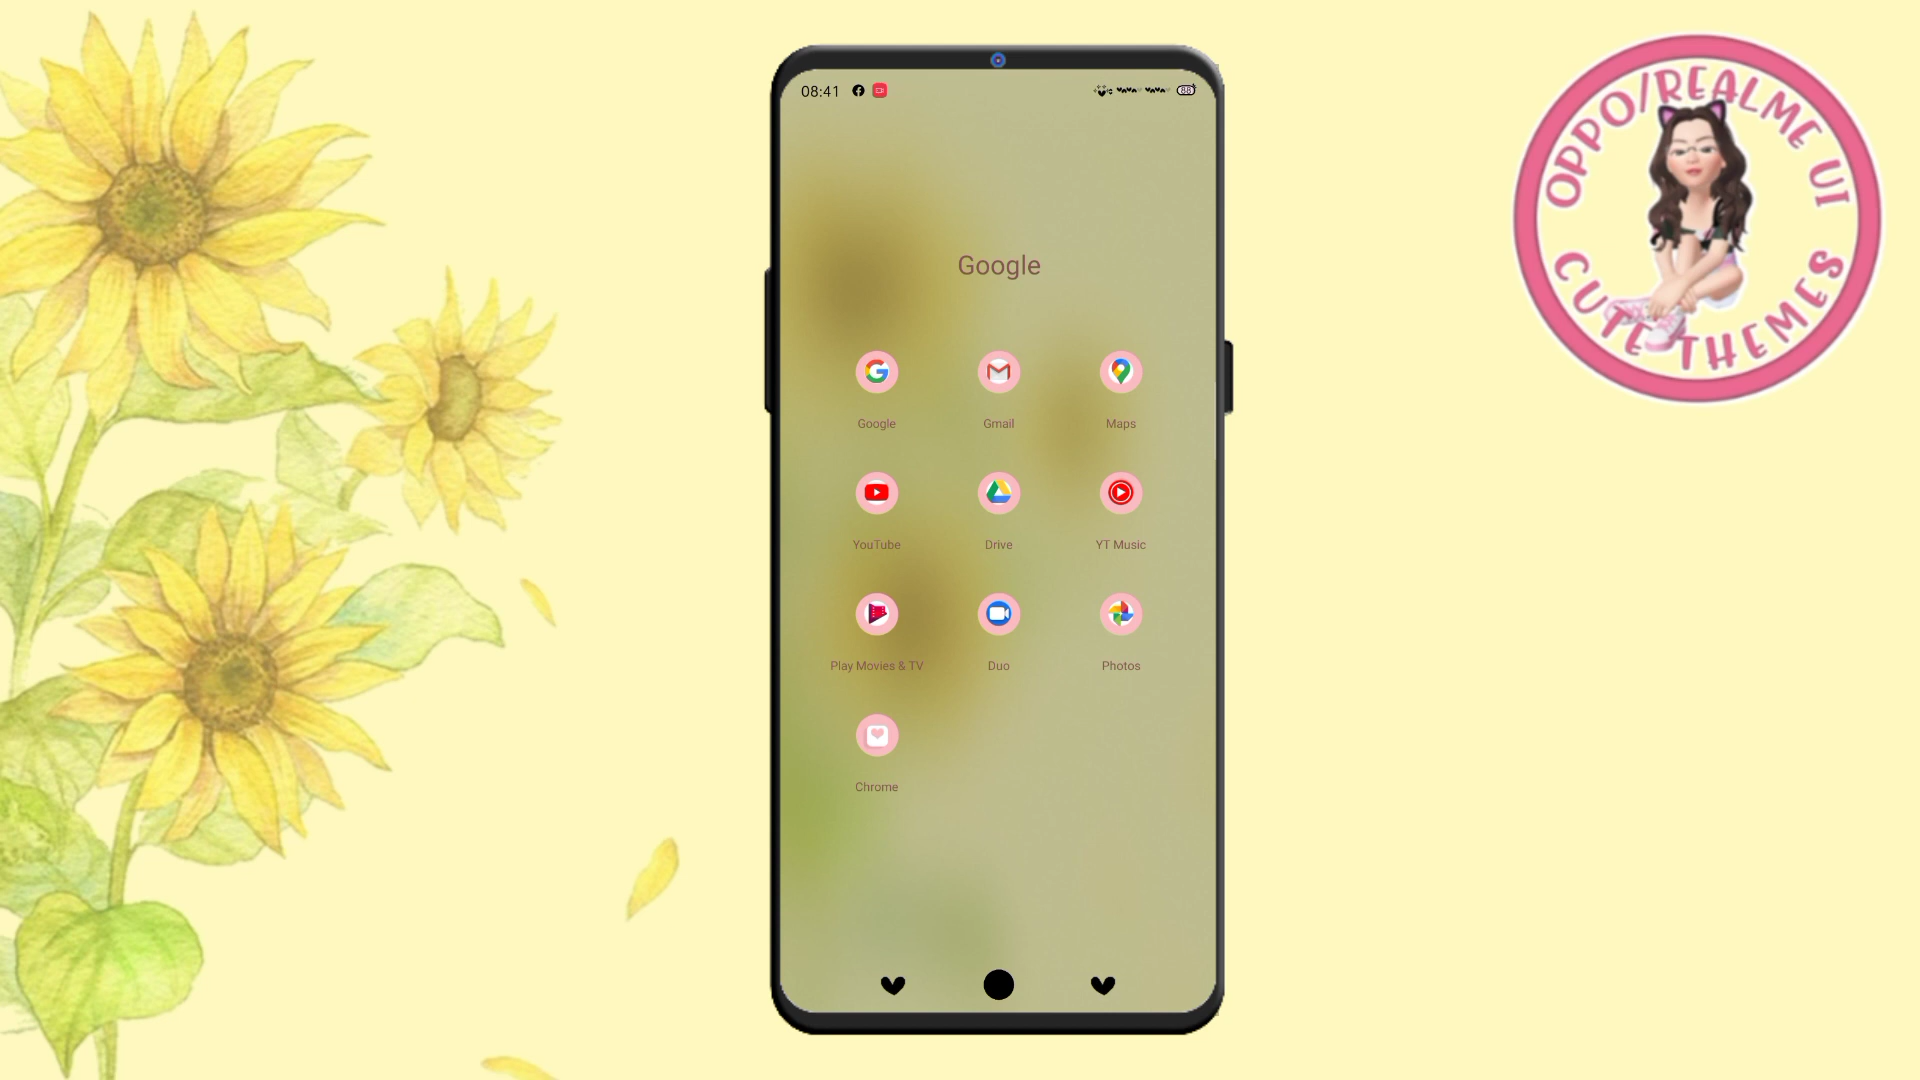 08:41
88
Google
Google
Gmail
Maps
YouTube
Drive
YT Music
Play Movies & TV
Duo
Photos
Chrome
OPPO/REALME UI
CUTE THEMES